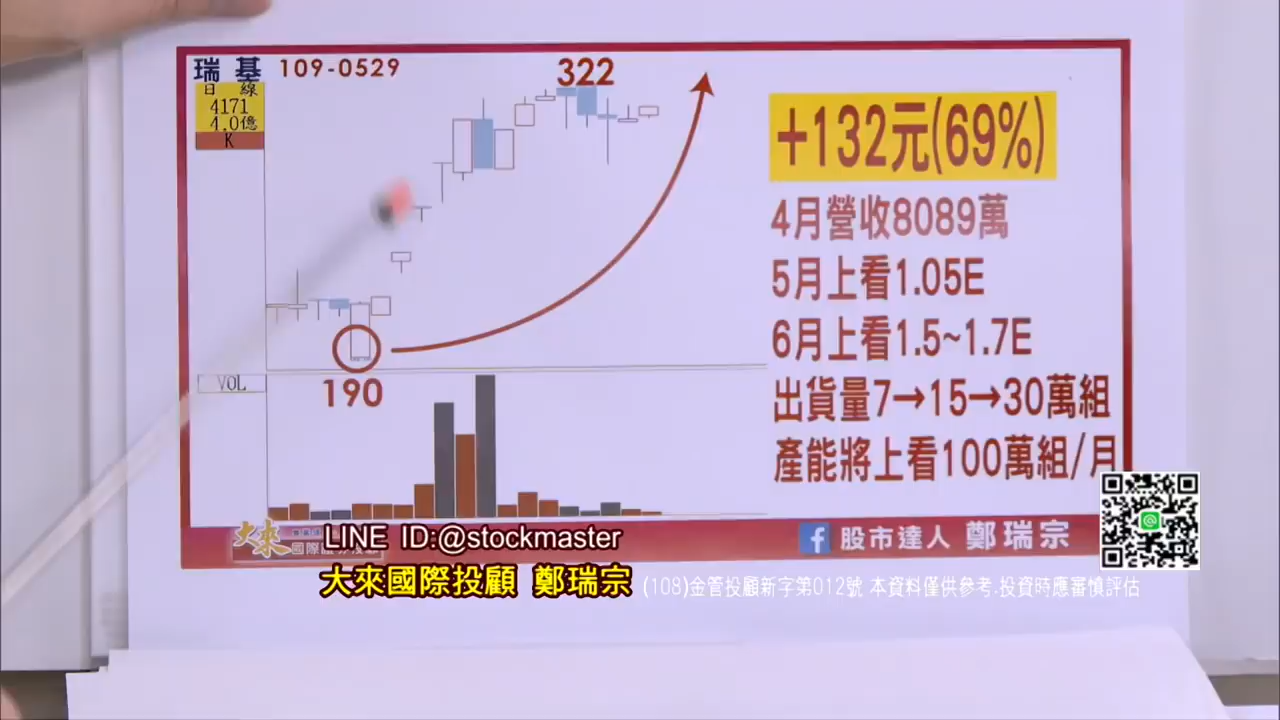 瑞基 109-0529
日線
4171
4.0億
K
322
190
VOL
+132元(69%)
4月營收8089萬
5月上看1.05E
6月上看1.5~1.7E
出貨量7→15→30萬組
產能將上看100萬組/月
大來
國際
股市達人 鄭瑞宗
LINE ID:@stockmaster
大來國際投顧 鄭瑞宗 (108)金管投顧新字第012號 本資料僅供參考.投資時應審慎評估